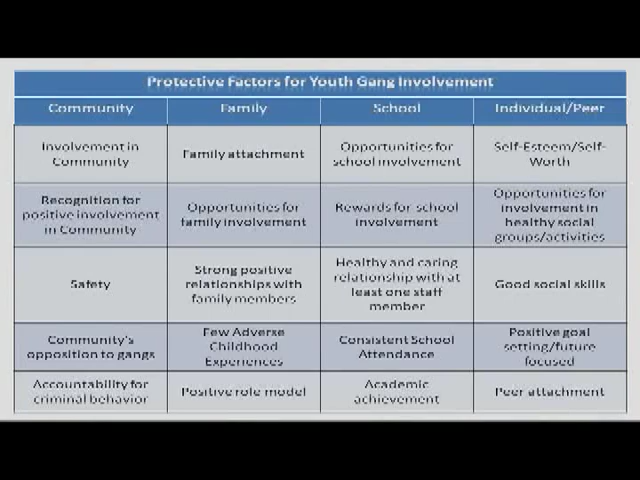 Protective Factors for Youth Gang Involvement
Community
Family
School
Individual/Peer
Involvement in
Community
Family attachment
Opportunities for
school involvement
Self-Esteem/Self-
Worth
Recognition for
positive involvement
in Community
Opportunities for
family involvement
Rewards for school
involvement
Opportunities for
involvement in
healthy social
groups/activities
Safety
Strong positive
relationships with
family members
Healthy and caring
relationship with at
least one staff
member
Good social skills
Community's
opposition to gangs
Few Adverse
Childhood
Experiences
Consistent School
Attendance
Positive goal
setting/future
focused
Accountability for
criminal behavior
Positive role model
Academic
achievement
Peer attachment